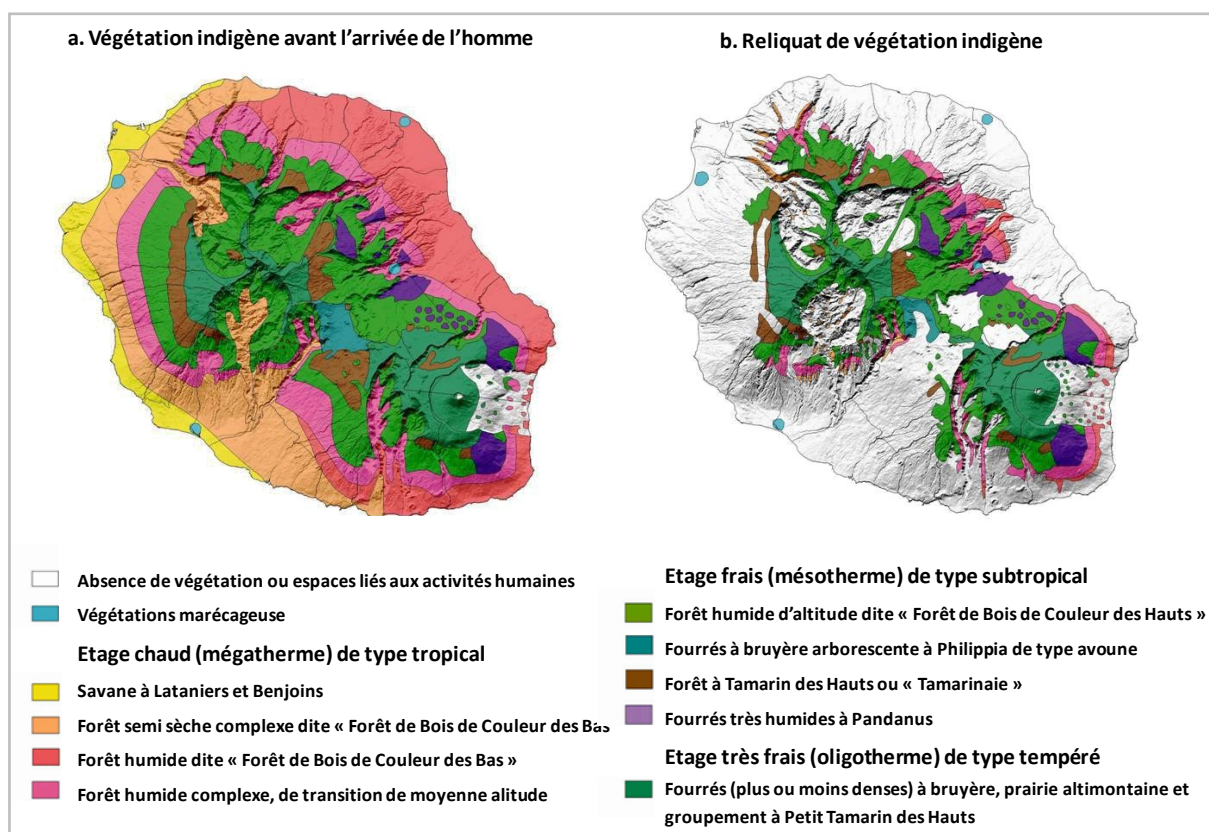 a. Végétation indigène avant l’arrivée de l’homme
b. Reliquat de végétation indigène
Absence de végétation ou espaces liés aux activités humaines
Végétations marécageuse
Etage chaud (mégatherme) de type tropical
Savane à Lataniers et Benjoins
Forêt semi sèche complexe dite « Forêt de Bois de Couleur des Bas
Forêt humide dite « Forêt de Bois de Couleur des Bas »
Forêt humide complexe, de transition de moyenne alitude
Etage frais (mésotherme) de type subtropical
Forêt humide d’altitude dite « Forêt de Bois de Couleur des Hauts »
Fourrés à bruyère arborescente à Philippia de type avoune
Forêt à Tamarin des Hauts ou « Tamarinaie »
Fourrés très humides à Pandanus
Etage très frais (oligotherme) de type tempéré
Fourrés (plus ou moins denses) à bruyère, prairie altimontaine et
groupement à Petit Tamarin des Hauts